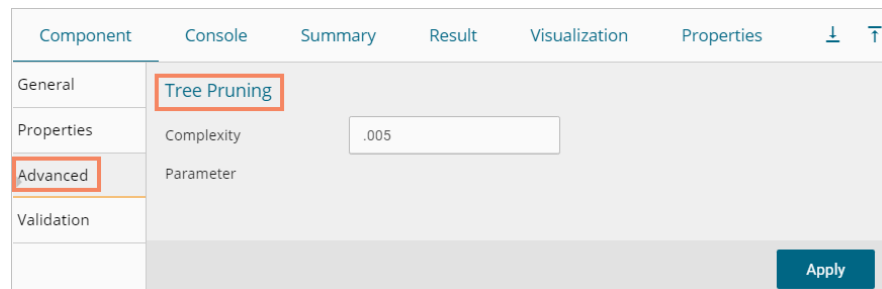 Component Console Summary Result Visualization Properties
General
Tree Pruning
Properties
Complexity .005
Advanced
Parameter
Validation
Apply